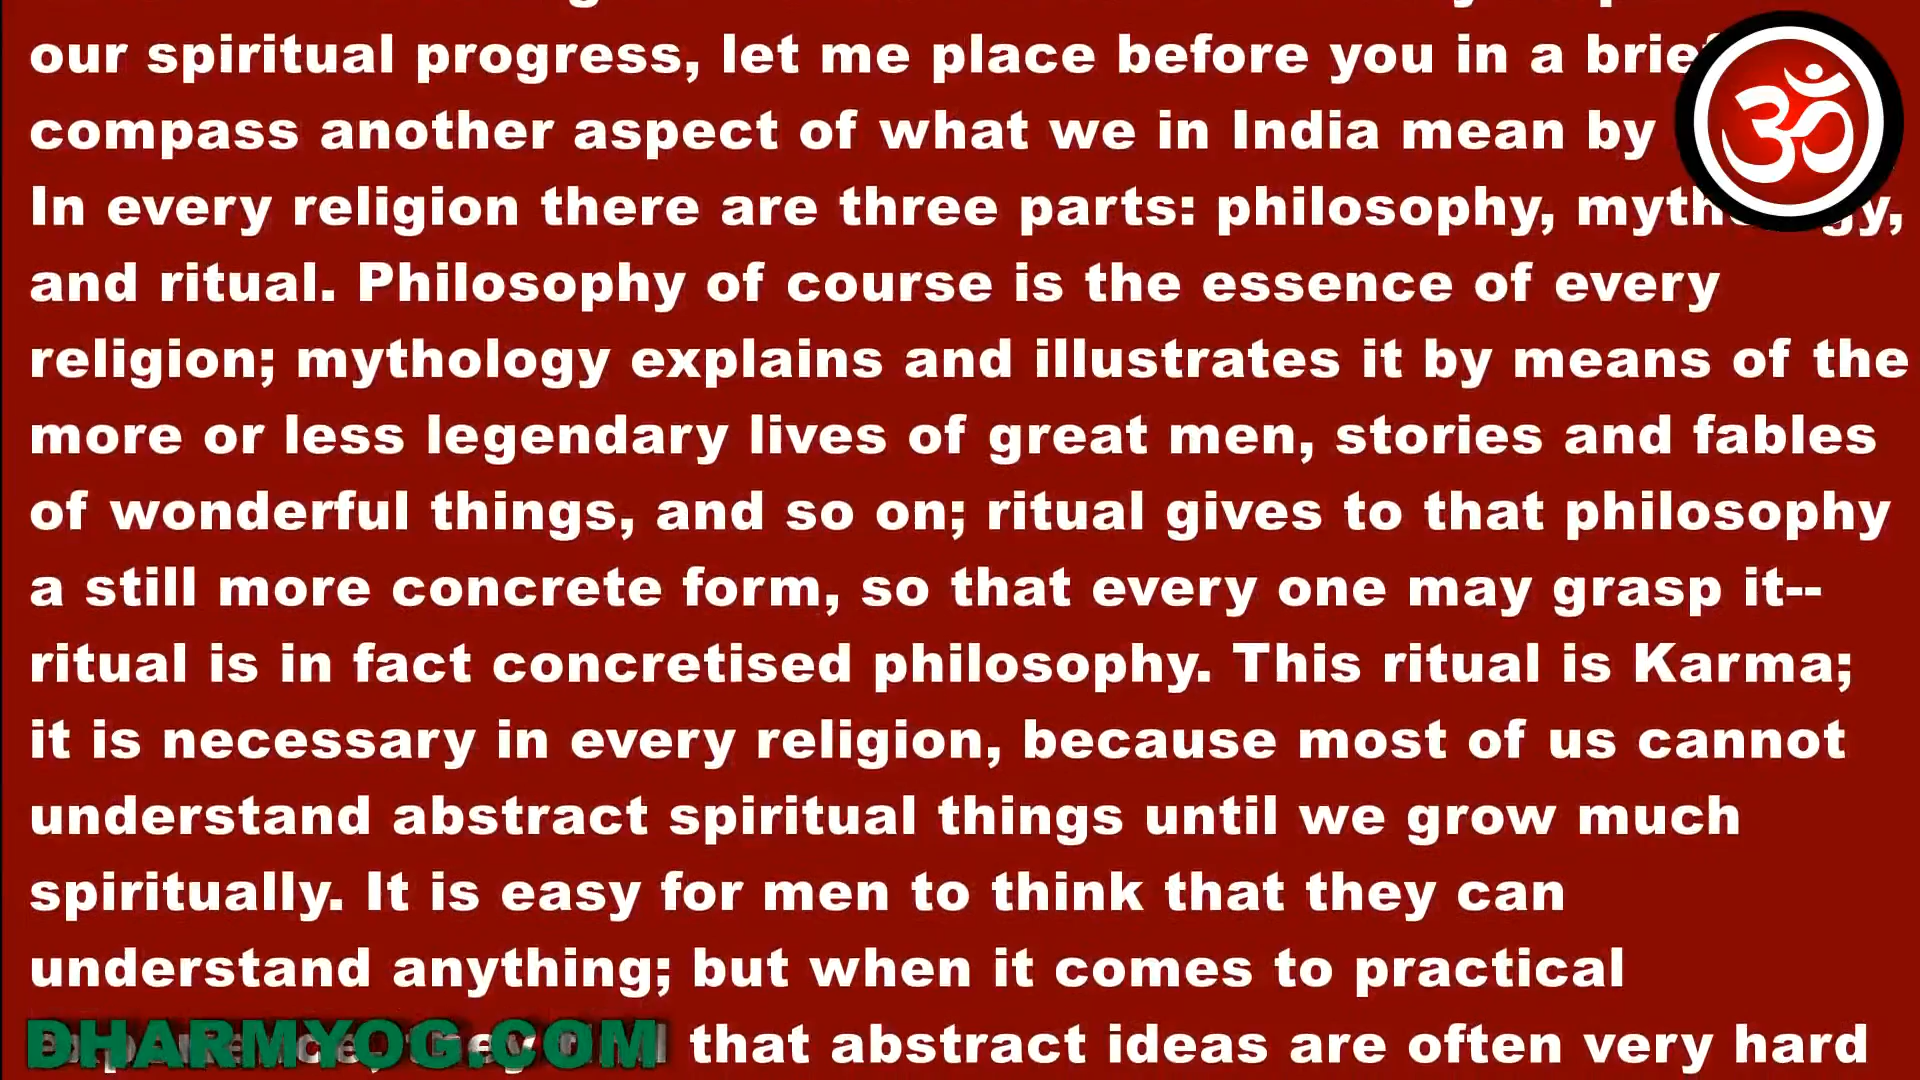 our spiritual progress, let me place before you in a brief
compass another aspect of what we in India mean by
In every religion there are three parts: philosophy, mythology,
and ritual. Philosophy of course is the essence of every
religion; mythology explains and illustrates it by means of the
more or less legendary lives of great men, stories and fables
of wonderful things, and so on; ritual gives to that philosophy
a still more concrete form, so that every one may grasp it--
ritual is in fact concretised philosophy. This ritual is Karma;
it is necessary in every religion, because most of us cannot
understand abstract spiritual things until we grow much
spiritually. It is easy for men to think that they can
understand anything; but when it comes to practical
that abstract ideas are often very hard
DHARMYOG.COM
ॐ